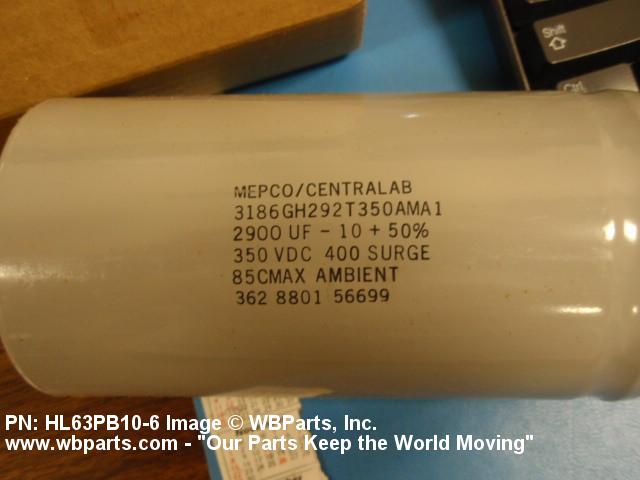 Shift
Ctrl
MEPCO/CENTRALAB
3186GH292T350AMA1
2900 UF - 10 + 50%
350 VDC 400 SURGE
85CMAX AMBIENT
362 8801 56699
PN: HL63PB10-6 Image © WBParts, Inc.
www.wbparts.com - "Our Parts Keep the World Moving"